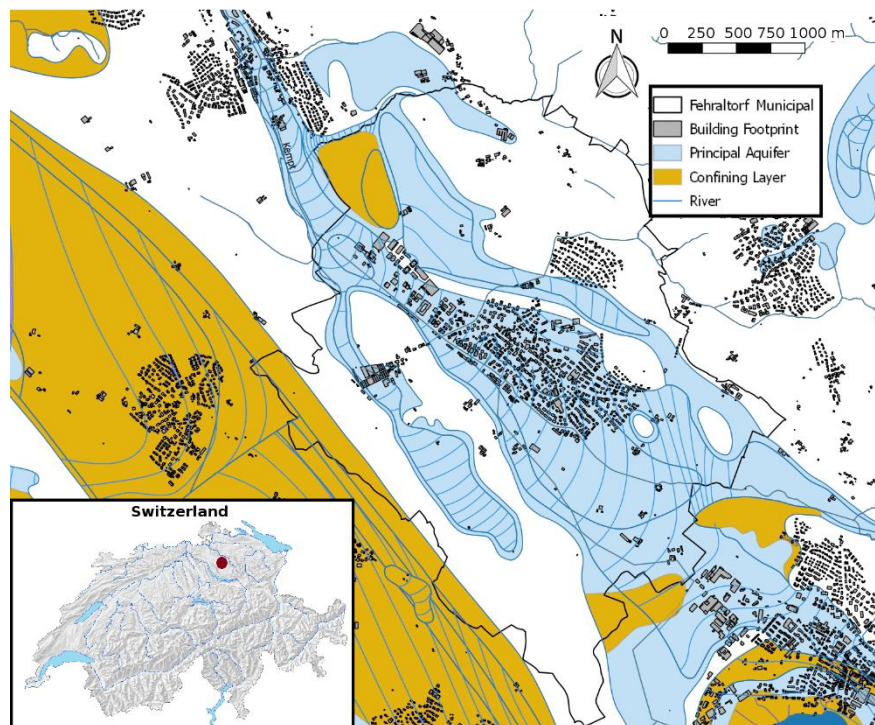 N
0 250 500 750 1000 m
Fehraltorf Municipal
Building Footprint
Principal Aquifer
Confining Layer
River
Kempt
Switzerland